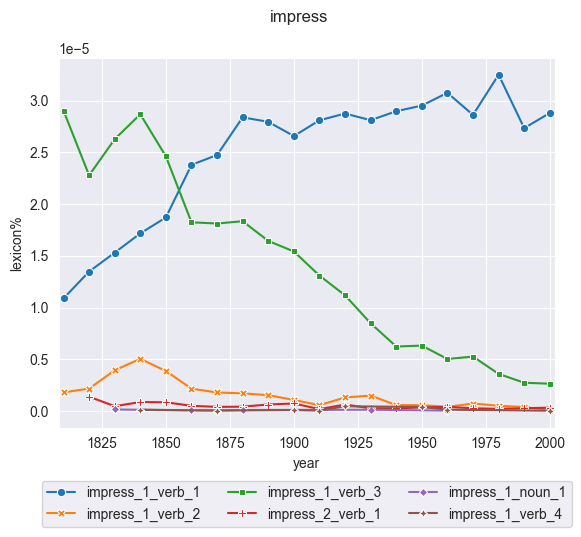 impress
1e−5
3.0
2.5
2.0
1.5
1.0
0.5
0.0
lexicon%
1825 1850 1875 1900 1925 1950 1975 2000
year
impress_1_verb_1 impress_1_verb_3 impress_1_noun_1
impress_1_verb_2 impress_2_verb_1 impress_1_verb_4